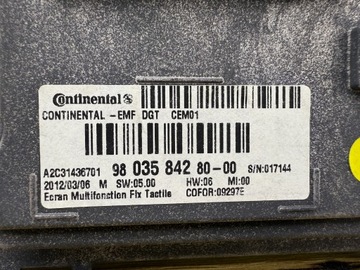 Continental
CONTINENTAL -EMF DGT CEM01
A2C31436701 98 035 842 80-00 S/N:017144
2012/03/06 M SW:05.00 HW:06 MI:00
Ecran Multifonction Fix Tactile COFOR:09297E